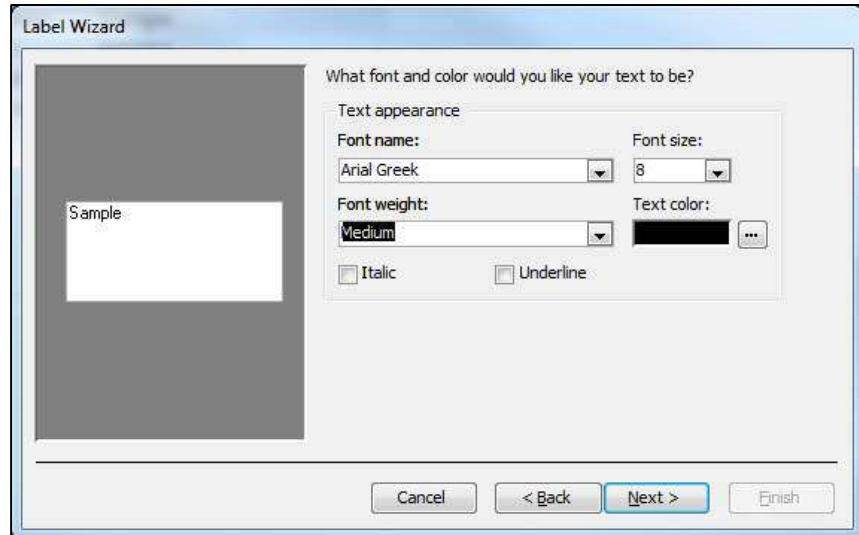 Label Wizard
What font and color would you like your text to be?
Text appearance
Font name:
Font size:
Arial Greek
8
Sample
Font weight:
Text color:
Medium
...
Italic
Underline
Cancel
< Back
Next >
Finish